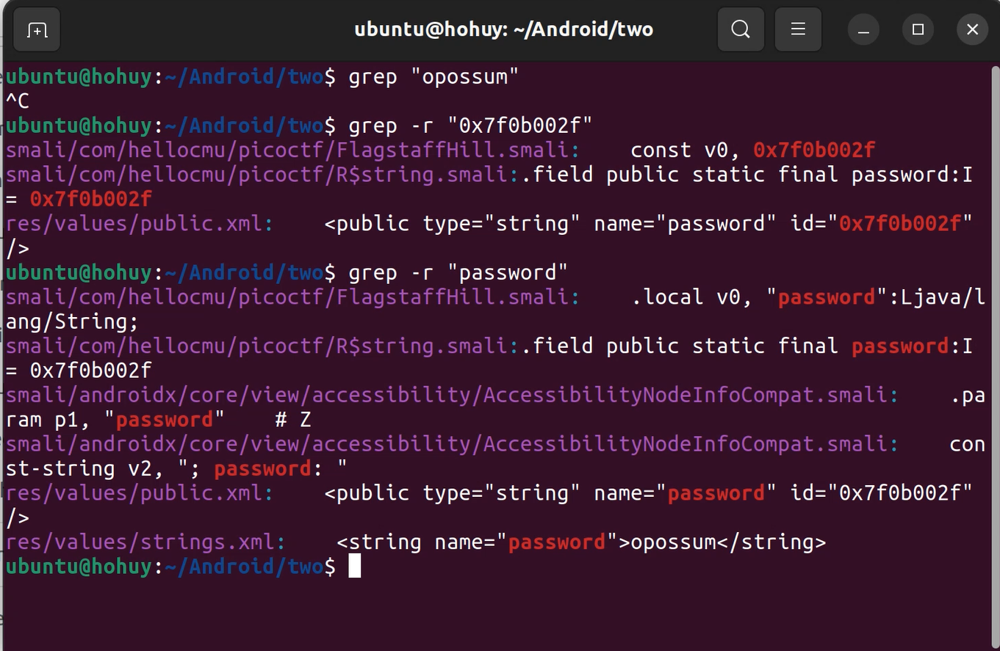 ubuntu@hohuy: ~/Android/two
ubuntu@hohuy:~/Android/two$ grep "opossum"
^C
ubuntu@hohuy:~/Android/two$ grep -r "0x7f0b002f"
smali/com/hellocmu/picoctf/FlagstaffHill.smali:    const v0, 0x7f0b002f
smali/com/hellocmu/picoctf/R$string.smali:.field public static final password:I
= 0x7f0b002f
res/values/public.xml:    <public type="string" name="password" id="0x7f0b002f"
/>
ubuntu@hohuy:~/Android/two$ grep -r "password"
smali/com/hellocmu/picoctf/FlagstaffHill.smali:    .local v0, "password":Ljava/l
ang/String;
smali/com/hellocmu/picoctf/R$string.smali:.field public static final password:I
= 0x7f0b002f
smali/androidx/core/view/accessibility/AccessibilityNodeInfoCompat.smali:    .pa
ram p1, "password"    # Z
smali/androidx/core/view/accessibility/AccessibilityNodeInfoCompat.smali:    con
st-string v2, "; password: "
res/values/public.xml:    <public type="string" name="password" id="0x7f0b002f"
/>
res/values/strings.xml:    <string name="password">opossum</string>
ubuntu@hohuy:~/Android/two$